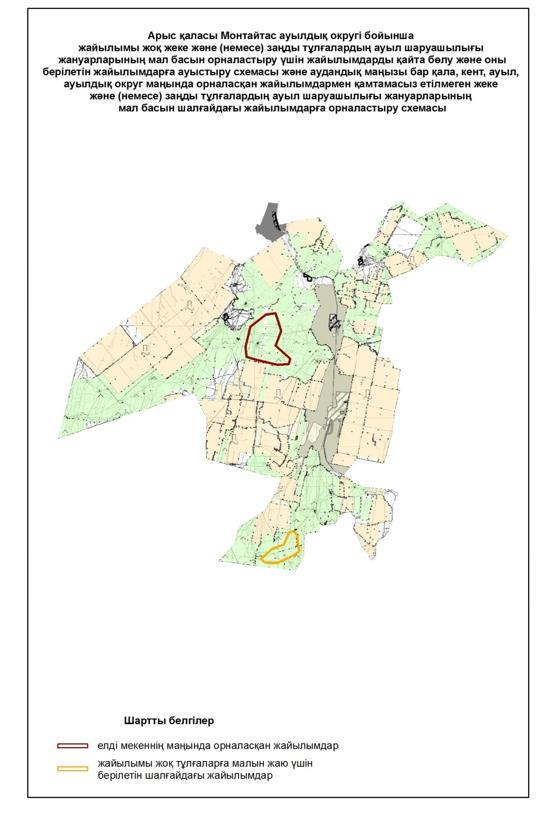 Арыс қаласы Монтайтас ауылдық округі бойынша
жайылымы жоқ жеке және (немесе) заңды тұлғалардың ауыл шаруашылығы
жануарларының мал басын орналастыру үшін жайылымдарды қайта бөлу және оны
берілетін жайылымдарға ауыстыру схемасы және аудандық маңызы бар қала, кент, ауыл,
ауылдық округ маңында орналасқан жайылымдармен қамтамасыз етілмеген жеке
және (немесе) заңды тұлғалардың ауыл шаруашылығы жануарларының
мал басын шалғайдағы жайылымдарға орналастыру схемасы
Шартты белгілер
елді мекеннің маңында орналасқан жайылымдар
жайылымы жоқ тұлғаларға малын жаю үшін
берілетін шалғайдағы жайылымдар